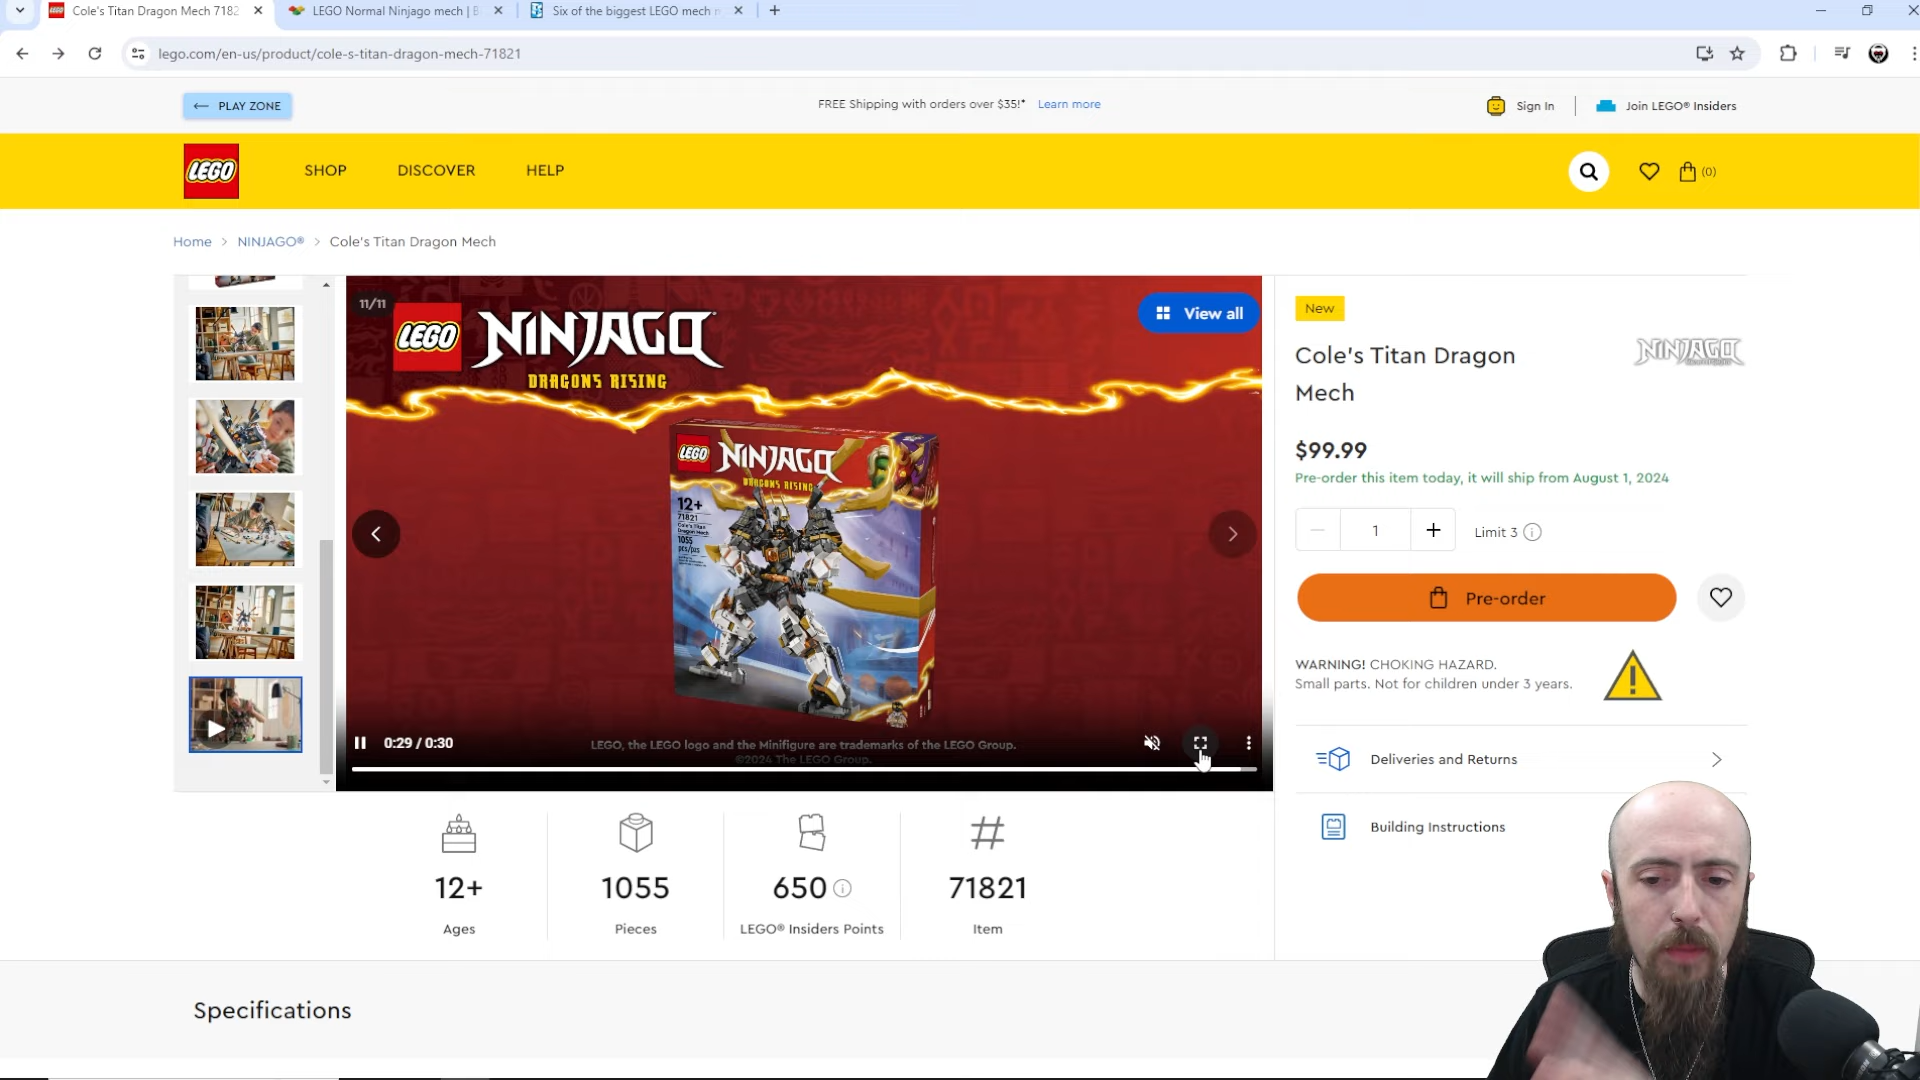 Cole's Titan Dragon Mech 7182
LEGO Normal Ninjago mech | B
Six of the biggest LEGO mech
lego.com/en-us/product/cole-s-titan-dragon-mech-71821
PLAY ZONE
FREE Shipping with orders over $35!* Learn more
Sign In
Join LEGO® Insiders
LEGO
SHOP
DISCOVER
HELP
(0)
Home > NINJAGO® > Cole's Titan Dragon Mech
11/11
LEGO NINJAGO
DRAGONS RISING
View all
LEGO NINJAGO
DRAGONS RISING
12+
71821
Cole's Titan
Dragon Mech
1055
pcs/pzs
0:29 / 0:30
LEGO, the LEGO logo and the Minifigure are trademarks of the LEGO Group.
©2024 The LEGO Group.
New
NINJAGO
Cole's Titan Dragon
Mech
$99.99
Pre-order this item today, it will ship from August 1, 2024
1
Limit 3
Pre-order
WARNING! CHOKING HAZARD.
Small parts. Not for children under 3 years.
Deliveries and Returns
Building Instructions
12+
Ages
1055
Pieces
650
LEGO® Insiders Points
71821
Item
Specifications